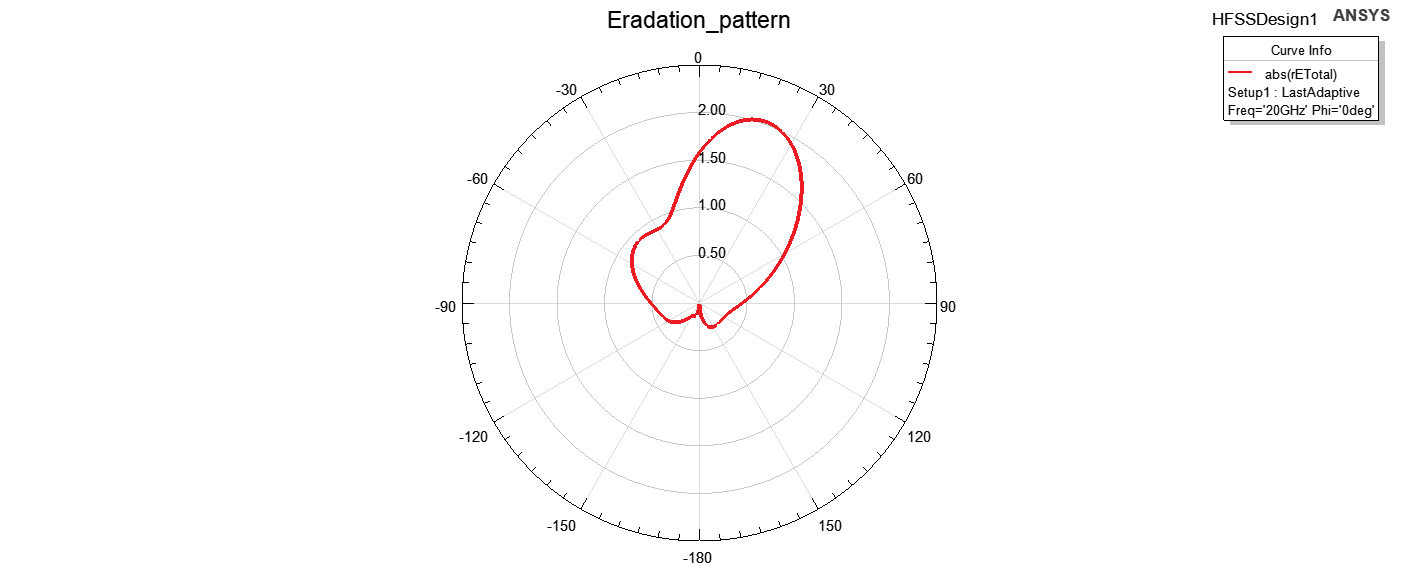 Eradation_pattern
HFSSDesign1
ANSYS
Curve Info
abs(rETotal)
Setup1 : LastAdaptive
Freq='20GHz' Phi='0deg'
0
-30
30
2.00
1.50
-60
60
1.00
0.50
-90
90
-120
120
-150
150
-180